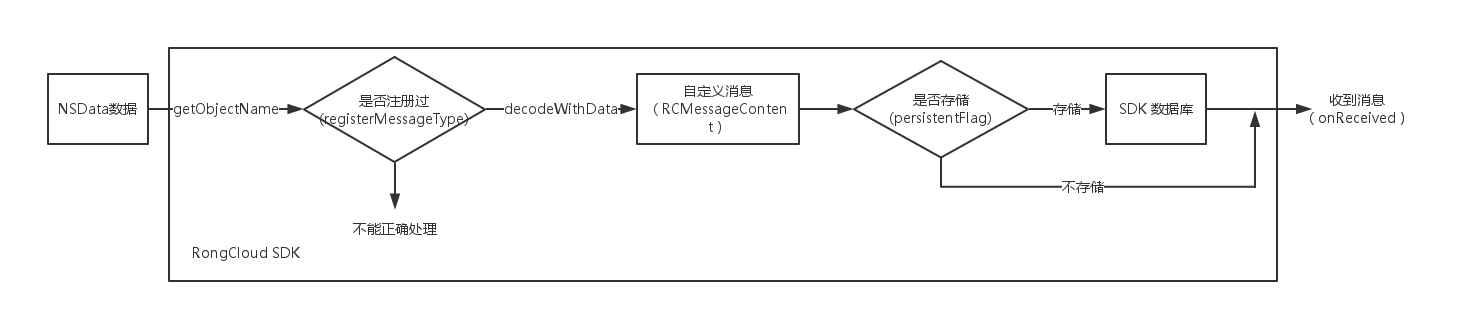 NSData数据
getObjectName
是否注册过
(registerMessageType)
decodeWithData
自定义消息
（RCMessageConten
t）
是否存储
(persistentFlag)
存储
SDK 数据库
收到消息
（onReceived）
不存储
不能正确处理
RongCloud SDK